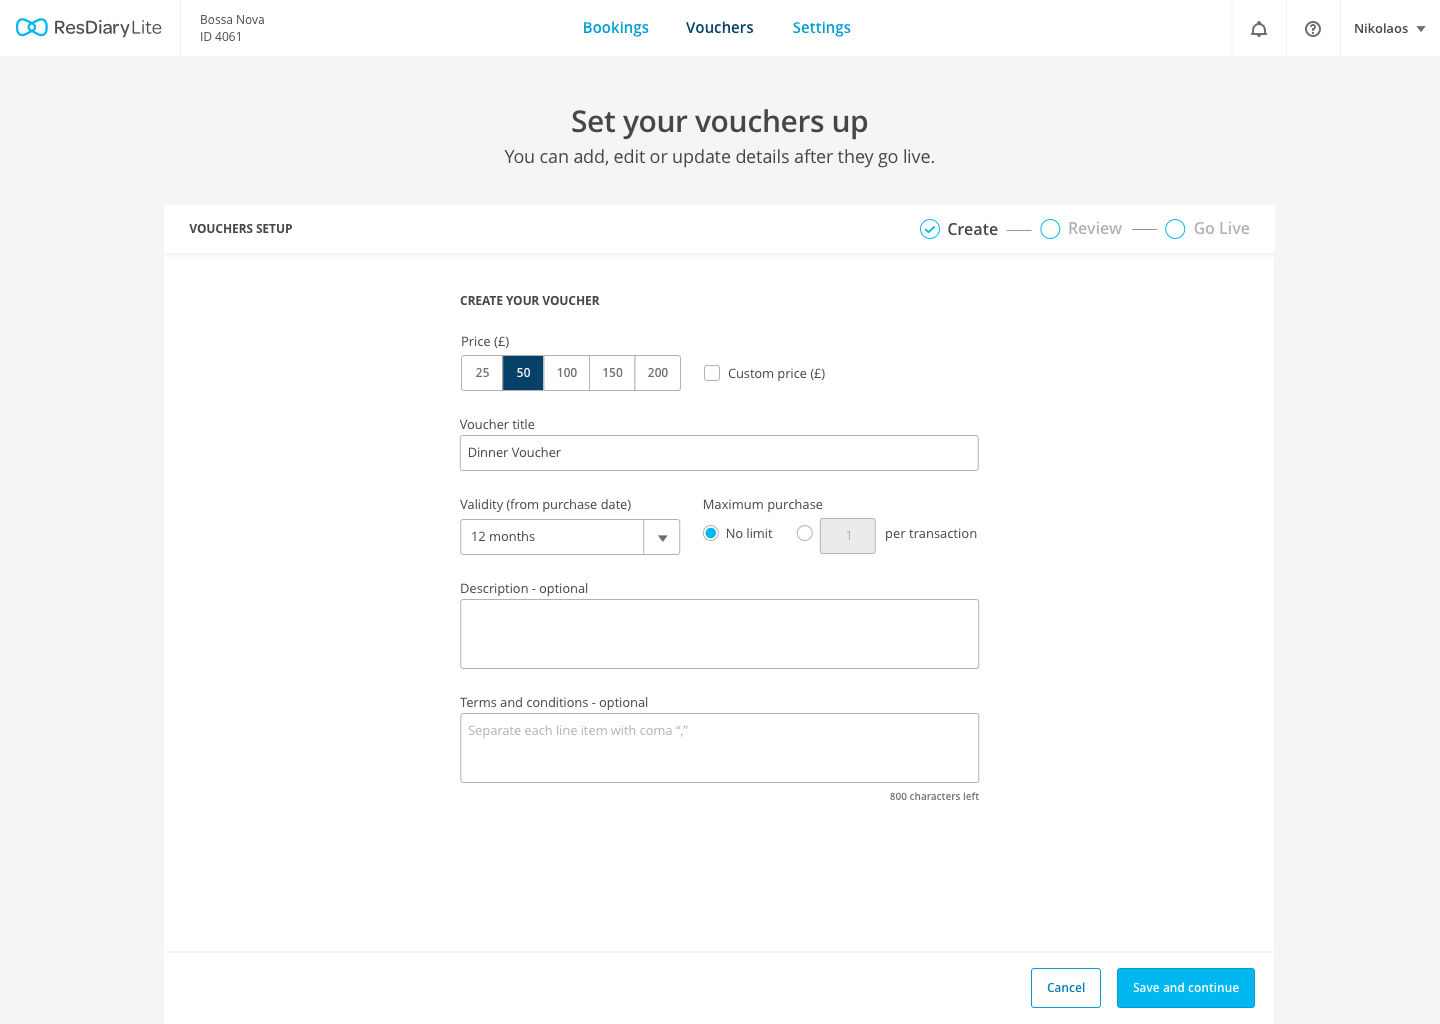 ResDiaryLite
Bossa Nova
ID 4061
Bookings
Vouchers
Settings
Nikolaos
Set your vouchers up
You can add, edit or update details after they go live.
VOUCHERS SETUP
Create
Review
Go Live
CREATE YOUR VOUCHER
Price (£)
25 50 100 150 200
Custom price (£)
Voucher title
Dinner Voucher
Validity (from purchase date)
12 months
Maximum purchase
No limit
1
per transaction
Description - optional
Terms and conditions - optional
Separate each line item with coma “,”
800 characters left
Cancel
Save and continue